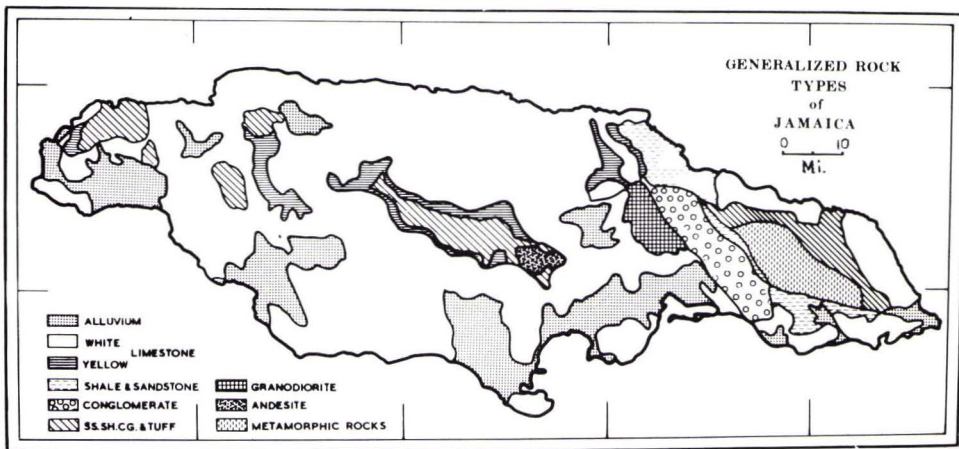 GENERALIZED ROCK
TYPES
of
JAMAICA
0 10
Mi.
ALLUVIUM
WHITE
LIMESTONE
YELLOW
SHALE & SANDSTONE
CONGLOMERATE
SS.SH.CG. & TUFF
GRANODIORITE
ANDESITE
METAMORPHIC ROCKS